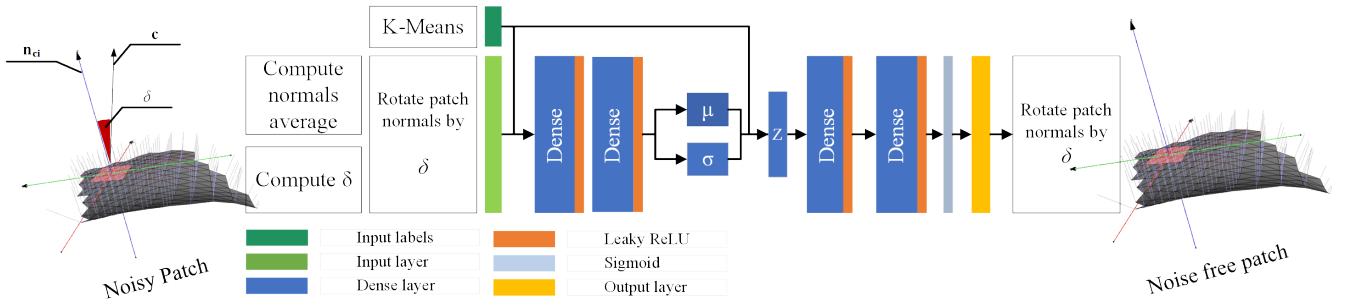 n_ci
c
δ
Noisy Patch
Compute
normals
average
Compute δ
K-Means
Rotate patch
normals by
δ
Dense
Dense
μ
σ
z
Dense
Dense
Rotate patch
normals by
δ
Noise free patch
Input labels
Input layer
Dense layer
Leaky ReLU
Sigmoid
Output layer